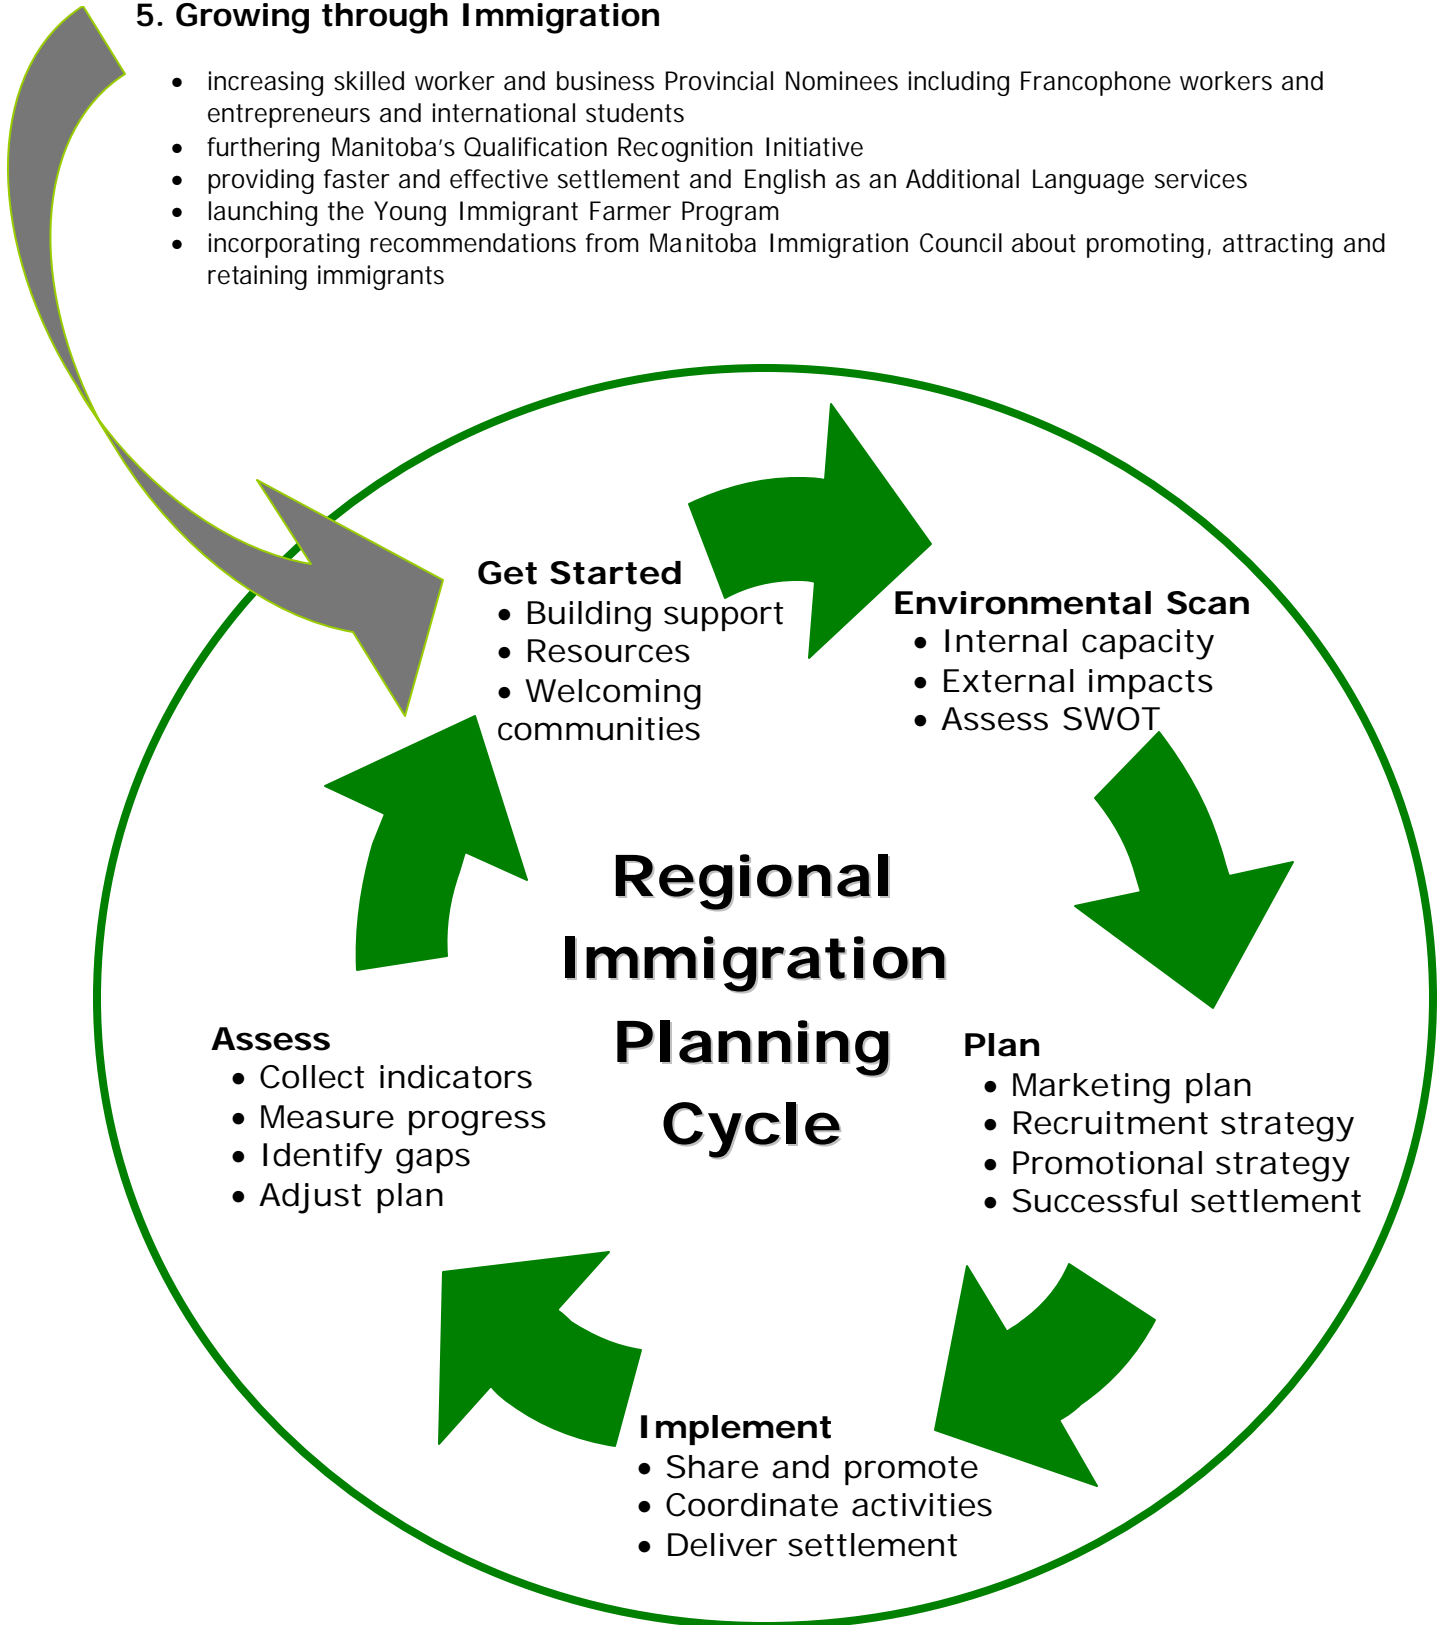 5. Growing through Immigration
• increasing skilled worker and business Provincial Nominees including Francophone workers and
entrepreneurs and international students
• furthering Manitoba's Qualification Recognition Initiative
• providing faster and effective settlement and English as an Additional Language services
• launching the Young Immigrant Farmer Program
• incorporating recommendations from Manitoba Immigration Council about promoting, attracting and
retaining immigrants
Get Started
• Building support
• Resources
• Welcoming
communities
Environmental Scan
• Internal capacity
• External impacts
• Assess SWOT
Regional
Immigration
Planning
Cycle
Plan
• Marketing plan
• Recruitment strategy
• Promotional strategy
• Successful settlement
Implement
• Share and promote
• Coordinate activities
• Deliver settlement
Assess
• Collect indicators
• Measure progress
• Identify gaps
• Adjust plan